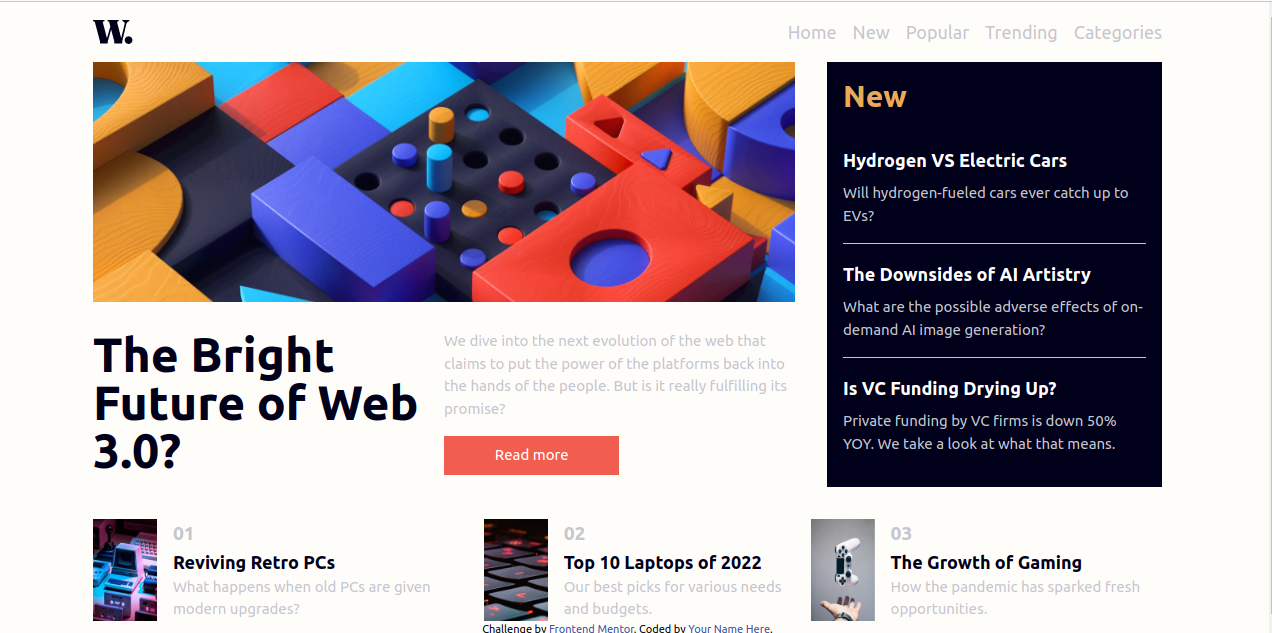 W.
Home New Popular Trending Categories
New
Hydrogen VS Electric Cars
Will hydrogen-fueled cars ever catch up to
EVs?
The Downsides of AI Artistry
What are the possible adverse effects of on-
demand AI image generation?
Is VC Funding Drying Up?
Private funding by VC firms is down 50%
YOY. We take a look at what that means.
The Bright
Future of Web
3.0?
We dive into the next evolution of the web that
claims to put the power of the platforms back into
the hands of the people. But is it really fulfilling its
promise?
Read more
01
Reviving Retro PCs
What happens when old PCs are given
modern upgrades?
02
Top 10 Laptops of 2022
Our best picks for various needs
and budgets.
03
The Growth of Gaming
How the pandemic has sparked fresh
opportunities.
Challenge by Frontend Mentor. Coded by Your Name Here.